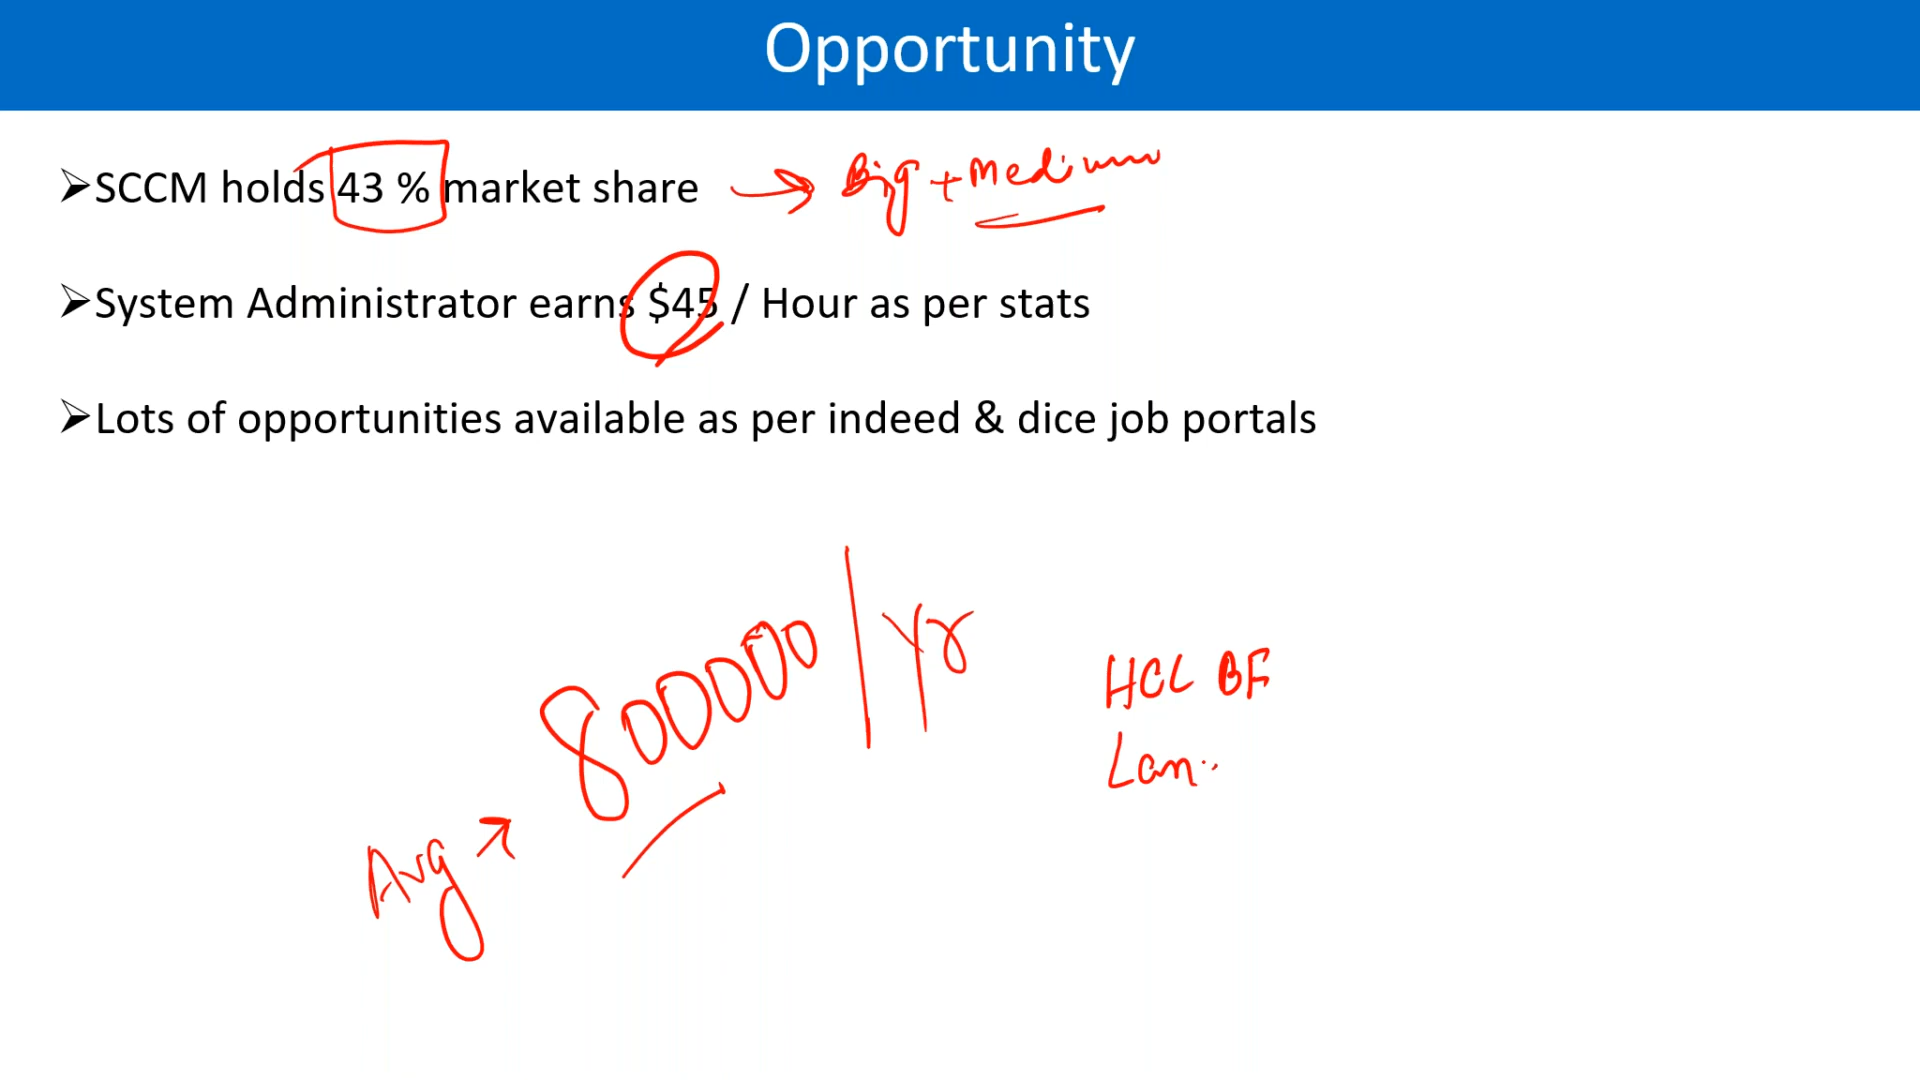 Opportunity
➢SCCM holds 43 % market share → Big + Medium
➢System Administrator earns $45 / Hour as per stats
➢Lots of opportunities available as per indeed & dice job portals
Avg → 800000 / Yr
HCL BF
Lan..